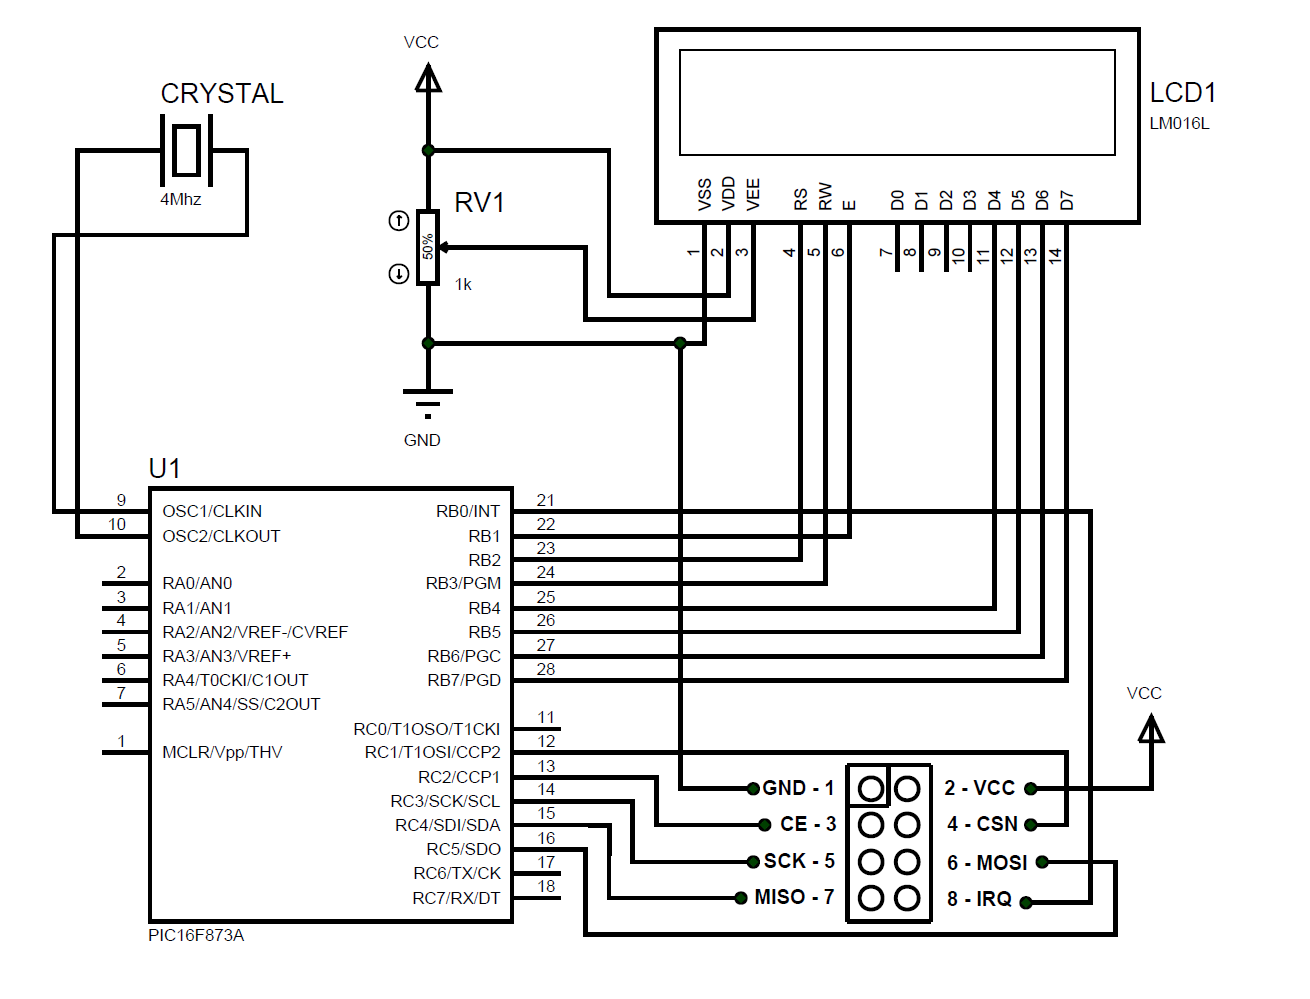 VCC
CRYSTAL
4Mhz
RV1
50%
1k
GND
LCD1
LM016L
VSS
VDD
VEE
RS
RW
E
D0
D1
D2
D3
D4
D5
D6
D7
1
2
3
4
5
6
7
8
9
10
11
12
13
14
U1
9 OSC1/CLKIN
10 OSC2/CLKOUT
2 RA0/AN0
3 RA1/AN1
4 RA2/AN2/VREF-/CVREF
5 RA3/AN3/VREF+
6 RA4/T0CKI/C1OUT
7 RA5/AN4/SS/C2OUT
1 MCLR/Vpp/THV
RB0/INT 21
RB1 22
RB2 23
RB3/PGM 24
RB4 25
RB5 26
RB6/PGC 27
RB7/PGD 28
RC0/T1OSO/T1CKI 11
RC1/T1OSI/CCP2 12
RC2/CCP1 13
RC3/SCK/SCL 14
RC4/SDI/SDA 15
RC5/SDO 16
RC6/TX/CK 17
RC7/RX/DT 18
PIC16F873A
VCC
GND - 1
2 - VCC
CE - 3
4 - CSN
SCK - 5
6 - MOSI
MISO - 7
8 - IRQ